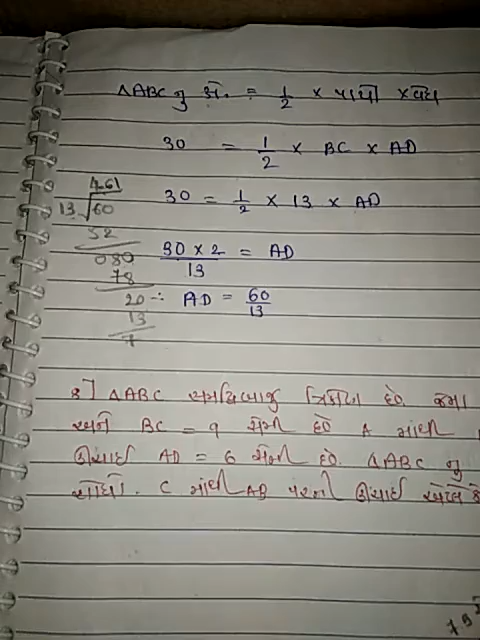 ΔABC નું ક્ષે. = 1/2 × પાયો × વેધ
30 = 1/2 × BC × AD
30 = 1/2 × 13 × AD
4.61
13 √60
52
080
78
20
13
7
30 × 2 / 13 = AD
∴ AD = 60/13
8] ΔABC સમદ્વિબાજુ ત્રિકોણ છે.
BC = 9 સેમી છે A માંથી
AD = 6 સેમી છે. ΔABC નું
શોધો. C માંથી AB પરની